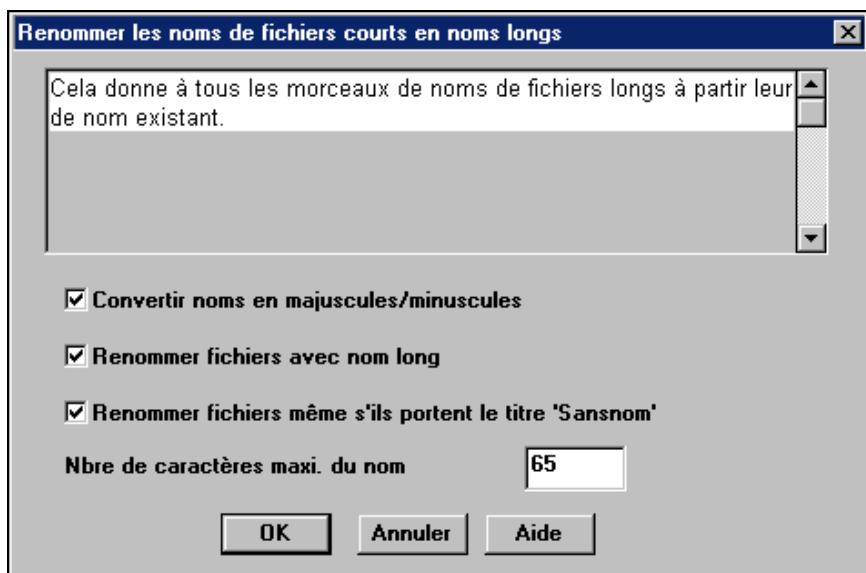 Renommer les noms de fichiers courts en noms longs
Cela donne à tous les morceaux de noms de fichiers longs à partir leur
de nom existant.
Convertir noms en majuscules/minuscules
Renommer fichiers avec nom long
Renommer fichiers même s'ils portent le titre 'Sansnom'
Nbre de caractères maxi. du nom 65
OK Annuler Aide